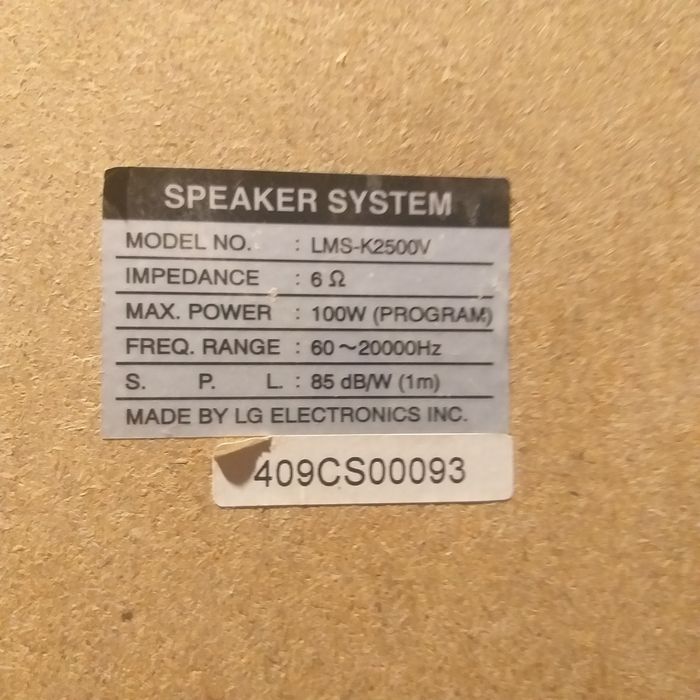 SPEAKER SYSTEM
MODEL NO. : LMS-K2500V
IMPEDANCE : 6 Ω
MAX. POWER : 100W (PROGRAM)
FREQ. RANGE : 60 ~ 20000Hz
S. P. L. : 85 dB/W (1m)
MADE BY LG ELECTRONICS INC.
409CS00093